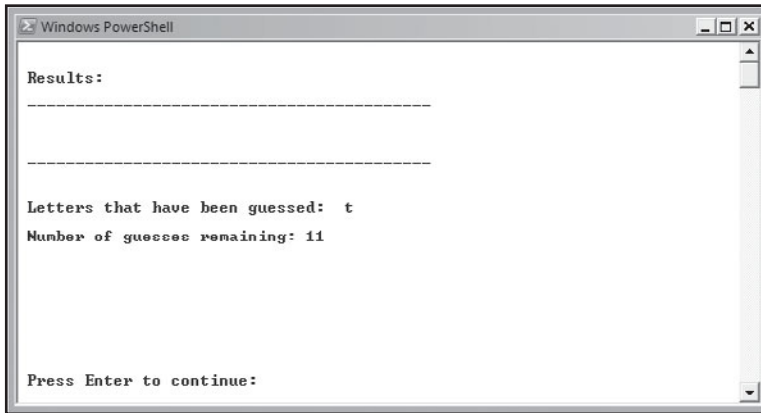 Windows PowerShell
Results:
------------------------------------------
------------------------------------------
Letters that have been guessed: t
Number of guesses remaining: 11
Press Enter to continue: